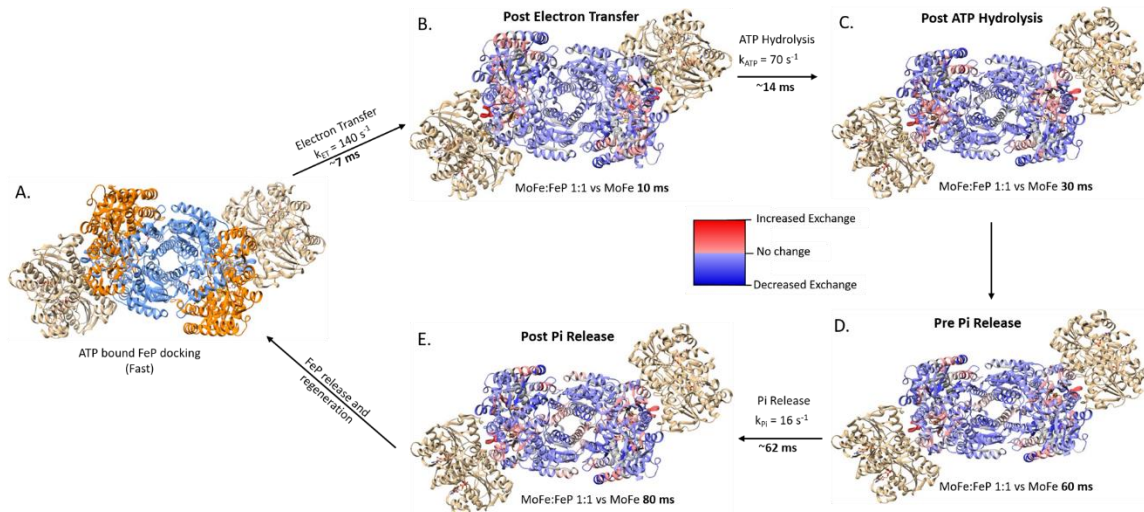 A.
ATP bound FeP docking
(Fast)
Electron Transfer
k_ET = 140 s⁻¹
~7 ms
B.
Post Electron Transfer
MoFe:FeP 1:1 vs MoFe 10 ms
ATP Hydrolysis
k_ATP = 70 s⁻¹
~14 ms
C.
Post ATP Hydrolysis
MoFe:FeP 1:1 vs MoFe 30 ms
Increased Exchange
No change
Decreased Exchange
D.
Pre Pi Release
MoFe:FeP 1:1 vs MoFe 60 ms
Pi Release
k_Pi = 16 s⁻¹
~62 ms
E.
Post Pi Release
MoFe:FeP 1:1 vs MoFe 80 ms
FeP release and
regeneration